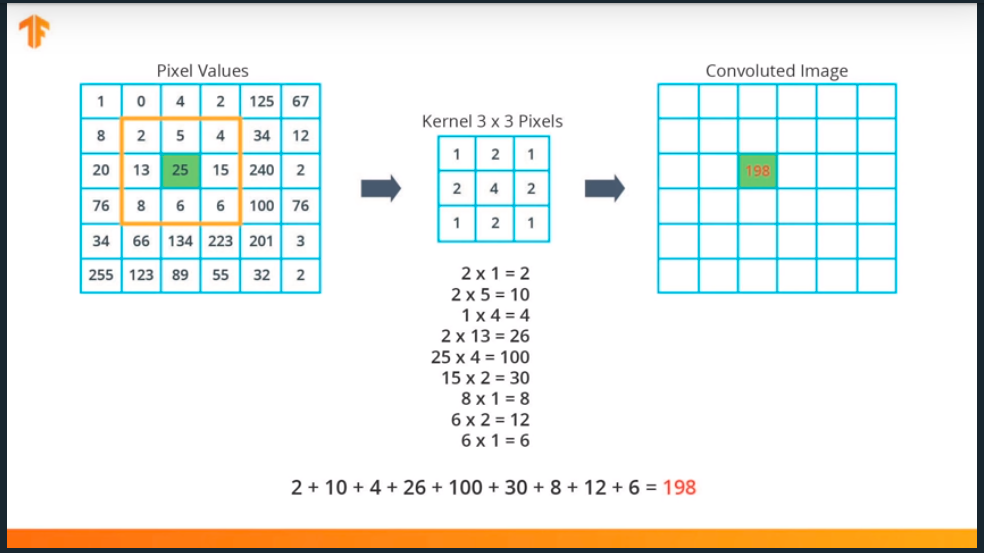 Pixel Values
1 0 4 2 125 67
8 2 5 4 34 12
20 13 25 15 240 2
76 8 6 6 100 76
34 66 134 223 201 3
255 123 89 55 32 2
Kernel 3 x 3 Pixels
1 2 1
2 4 2
1 2 1
2 x 1 = 2
2 x 5 = 10
1 x 4 = 4
2 x 13 = 26
25 x 4 = 100
15 x 2 = 30
8 x 1 = 8
6 x 2 = 12
6 x 1 = 6
Convoluted Image
198
2 + 10 + 4 + 26 + 100 + 30 + 8 + 12 + 6 = 198